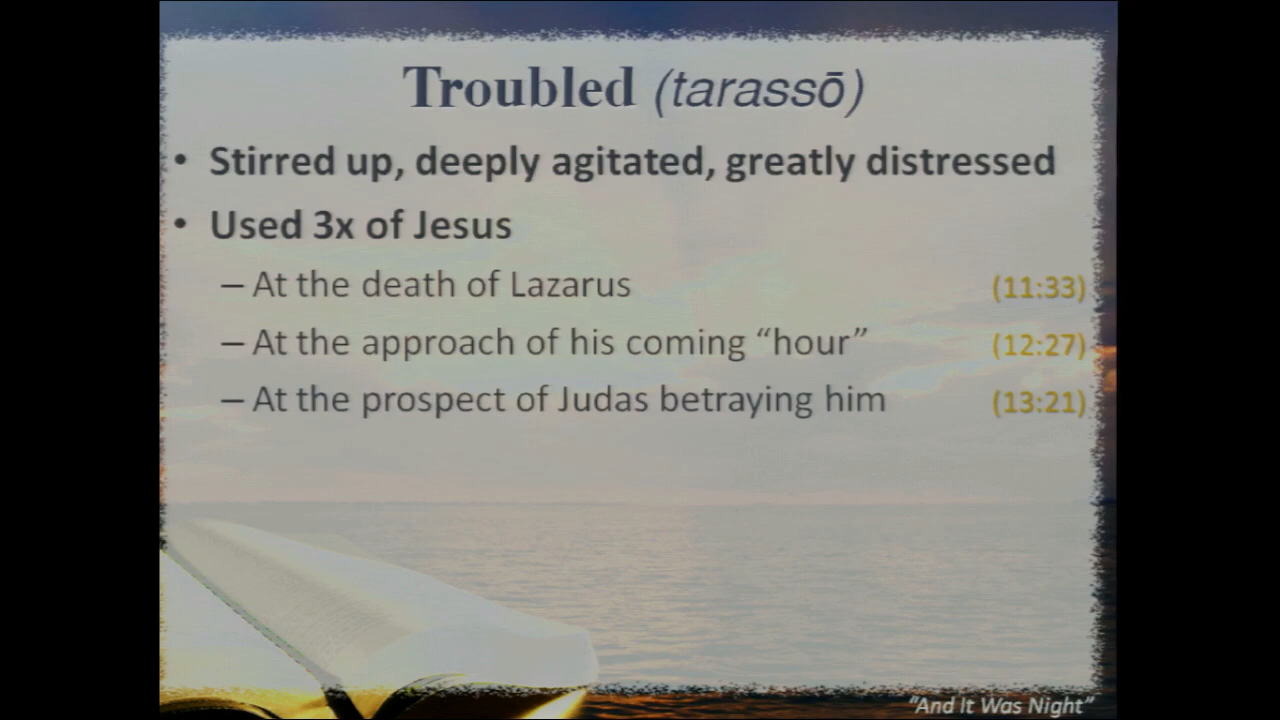 Troubled (tarassō)
• Stirred up, deeply agitated, greatly distressed
• Used 3x of Jesus
– At the death of Lazarus (11:33)
– At the approach of his coming “hour” (12:27)
– At the prospect of Judas betraying him (13:21)
“And It Was Night”